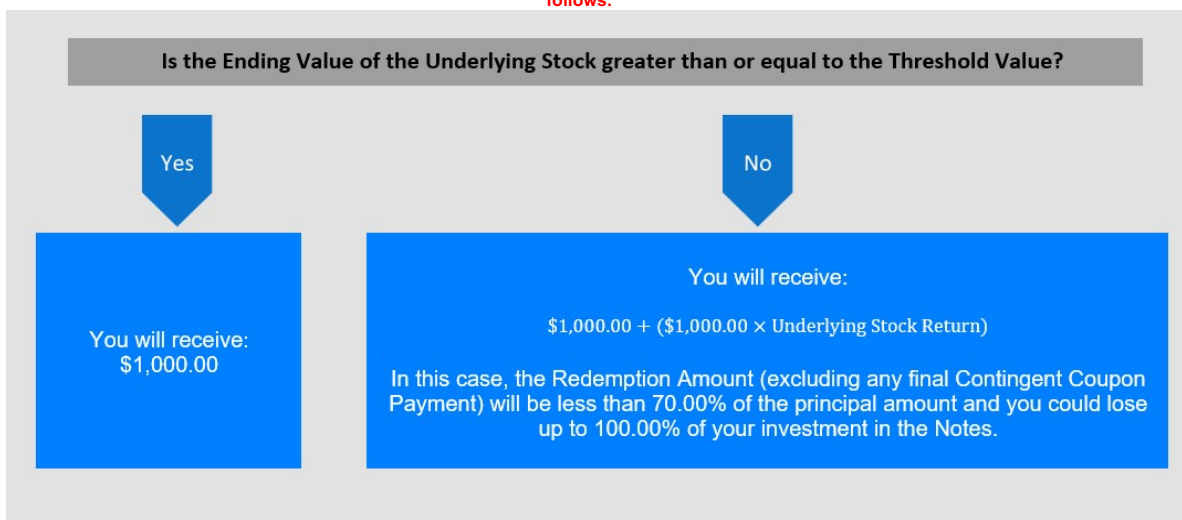 follows:
Is the Ending Value of the Underlying Stock greater than or equal to the Threshold Value?
Yes
No
You will receive:
$1,000.00
You will receive:
$1,000.00 + ($1,000.00 × Underlying Stock Return)
In this case, the Redemption Amount (excluding any final Contingent Coupon
Payment) will be less than 70.00% of the principal amount and you could lose
up to 100.00% of your investment in the Notes.